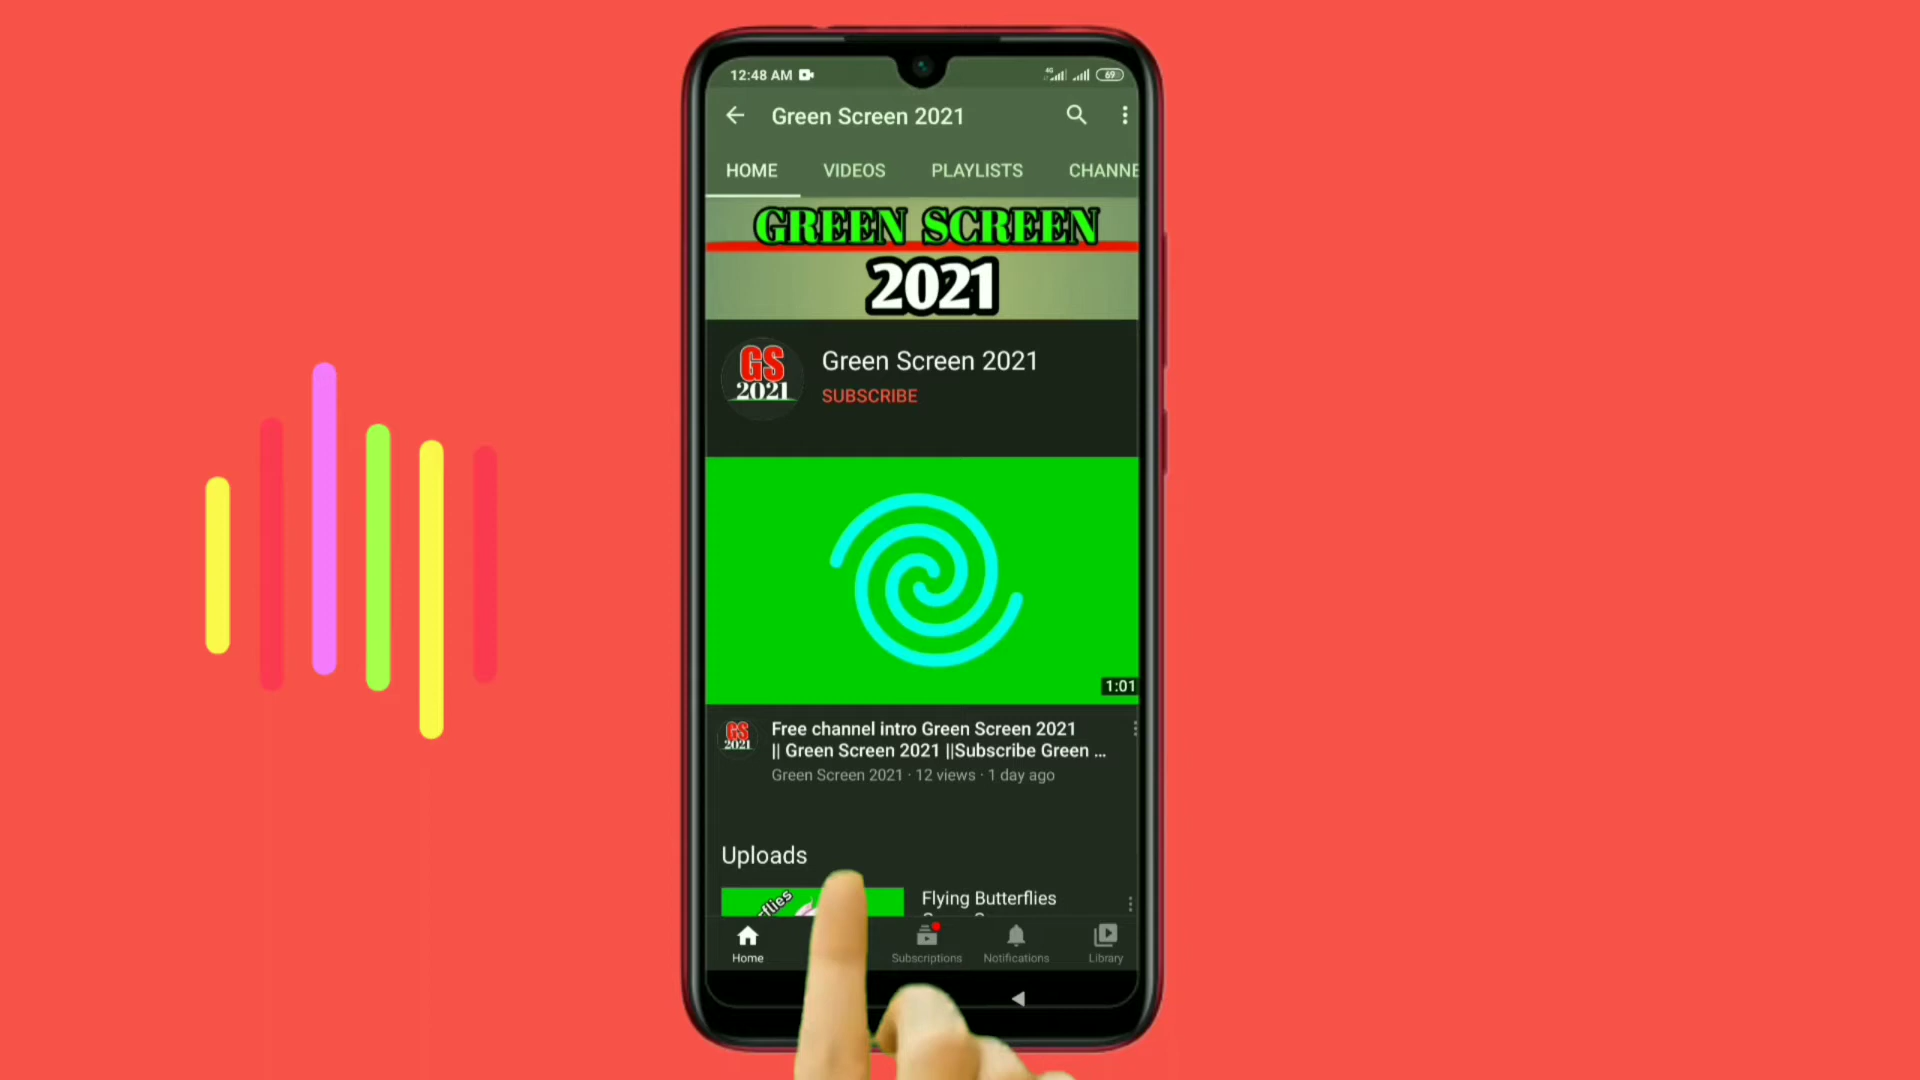 12:48 AM
4G
69
Green Screen 2021
HOME
VIDEOS
PLAYLISTS
CHANNE
GREEN SCREEN
2021
GS
2021
Green Screen 2021
SUBSCRIBE
1:01
GS
2021
Free channel intro Green Screen 2021
|| Green Screen 2021 ||Subscribe Green ...
Green Screen 2021 · 12 views · 1 day ago
Uploads
Flying Butterflies
Home
Subscriptions
Notifications
Library